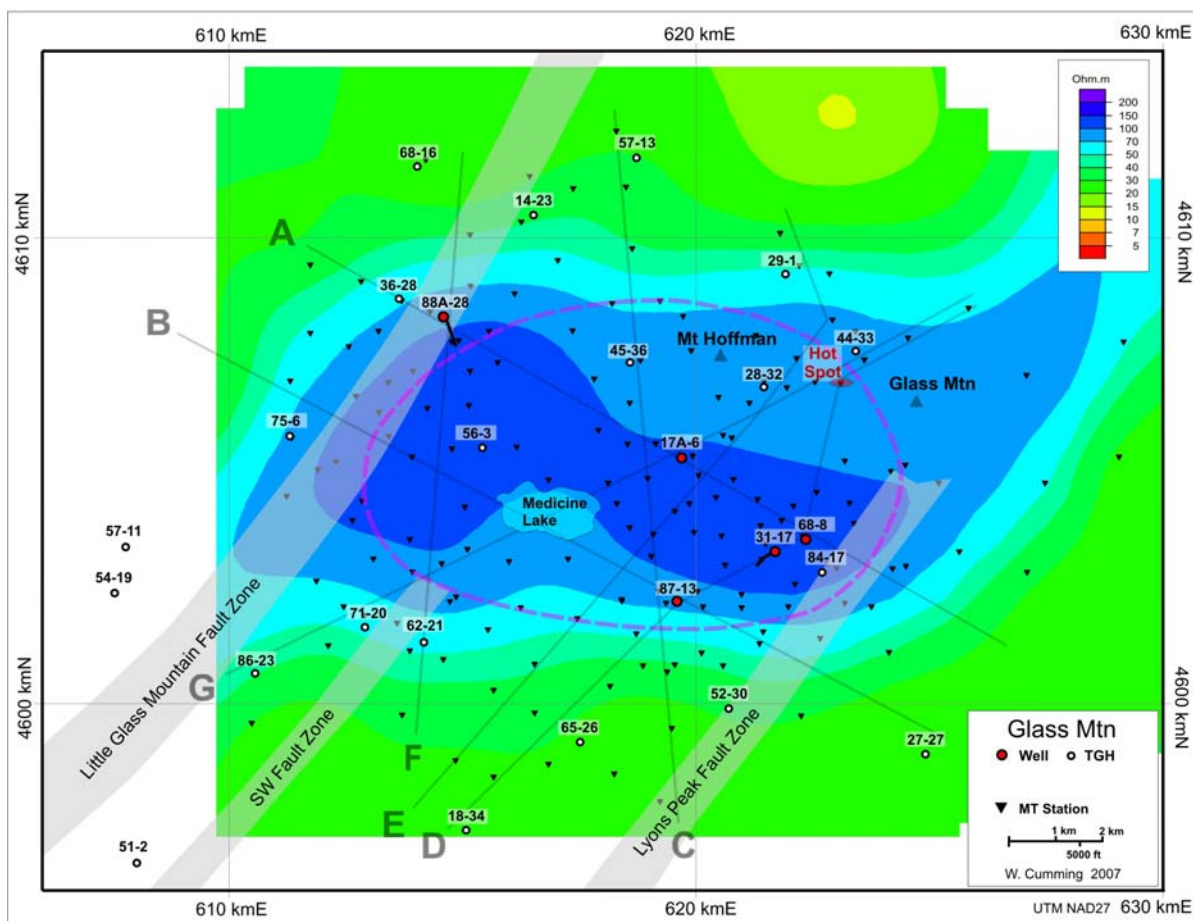 610 kmE
620 kmE
630 kmE
Ohm.m
200
150
100
70
50
40
30
20
15
10
7
5
57-13
68-16
14-23
4610 kmN
4610 kmN
A
29-1
36-28
88A-28
B
Mt Hoffman
44-33
45-36
Hot
Spot
28-32
Glass Mtn
75-6
56-3
17A-6
Medicine
Lake
57-11
68-8
31-17
54-19
84-17
87-13
71-20
62-21
86-23
G
Little Glass Mountain Fault Zone
SW Fault Zone
Lyons Peak Fault Zone
4600 kmN
4600 kmN
52-30
65-26
27-27
F
E
D
C
18-34
51-2
Glass Mtn
Well
TGH
MT Station
1 km
2 km
5000 ft
W. Cumming 2007
610 kmE
620 kmE
UTM NAD27
630 kmE